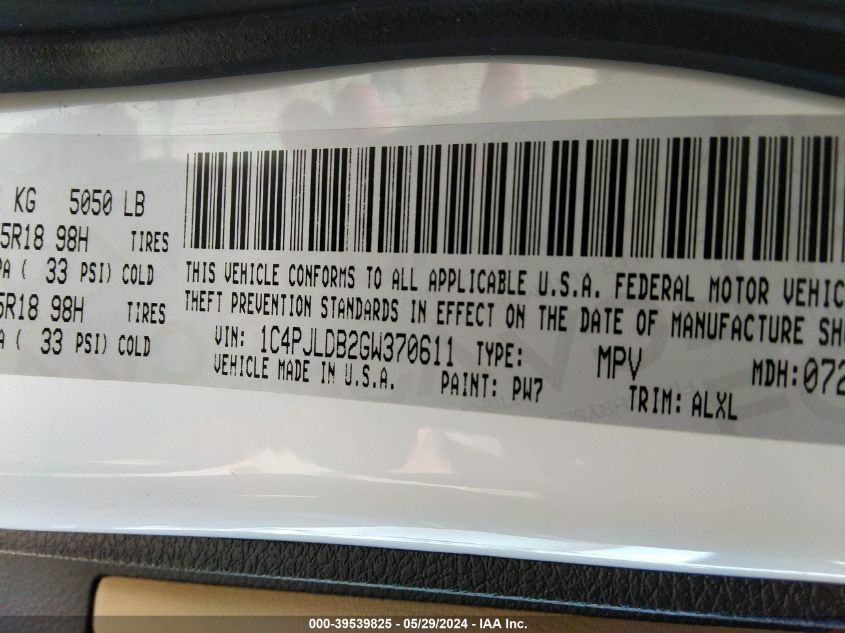 KG 5050 LB
5R18 98H TIRES
PA ( 33 PSI) COLD
5R18 98H TIRES
A ( 33 PSI) COLD
THIS VEHICLE CONFORMS TO ALL APPLICABLE U.S.A. FEDERAL MOTOR VEHIC
THEFT PREVENTION STANDARDS IN EFFECT ON THE DATE OF MANUFACTURE SH
VIN: 1C4PJLDB2GW370611 TYPE: MPV MDH:072
VEHICLE MADE IN U.S.A. PAINT: PW7 TRIM: ALXL
000-39539825 - 05/29/2024 - IAA Inc.